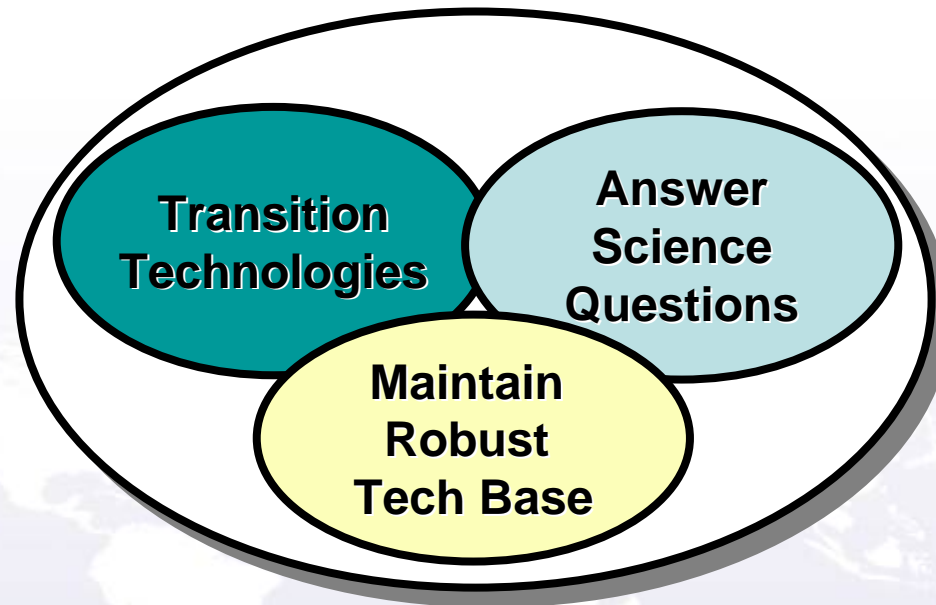 Transition
Technologies
Answer
Science
Questions
Maintain
Robust
Tech Base